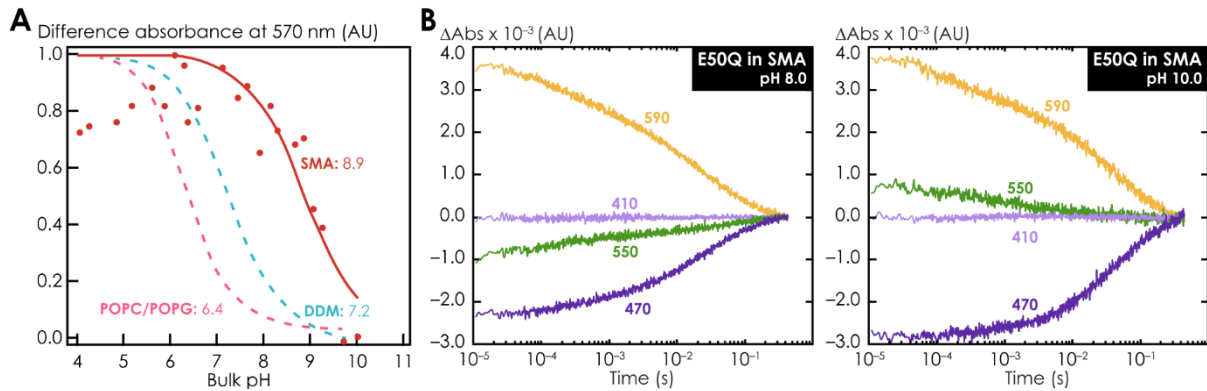 A
Difference absorbance at 570 nm (AU)
1.0
0.8
0.6
0.4
0.2
0.0
SMA: 8.9
POPC/POPG: 6.4
DDM: 7.2
4 5 6 7 8 9 10 11
Bulk pH
B
ΔAbs x 10⁻³ (AU)
4.0
3.0
2.0
1.0
0.0
−1.0
−2.0
−3.0
E50Q in SMA
pH 8.0
590
410
550
470
10⁻⁵ 10⁻⁴ 10⁻³ 10⁻² 10⁻¹
Time (s)
ΔAbs x 10⁻³ (AU)
4.0
3.0
2.0
1.0
0.0
−1.0
−2.0
−3.0
E50Q in SMA
pH 10.0
590
550
410
470
10⁻⁵ 10⁻⁴ 10⁻³ 10⁻² 10⁻¹
Time (s)